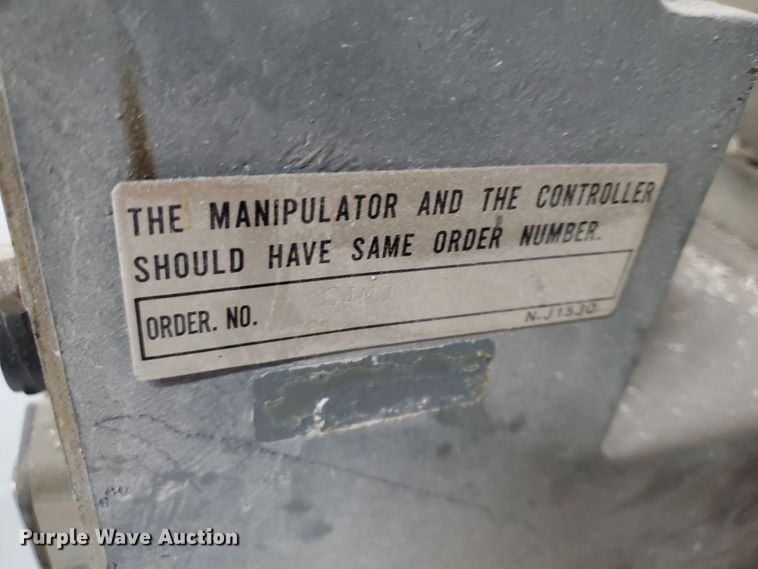 THE MANIPULATOR AND THE CONTROLLER
SHOULD HAVE SAME ORDER NUMBER.
ORDER. NO.
N.J1530
Purple Wave Auction